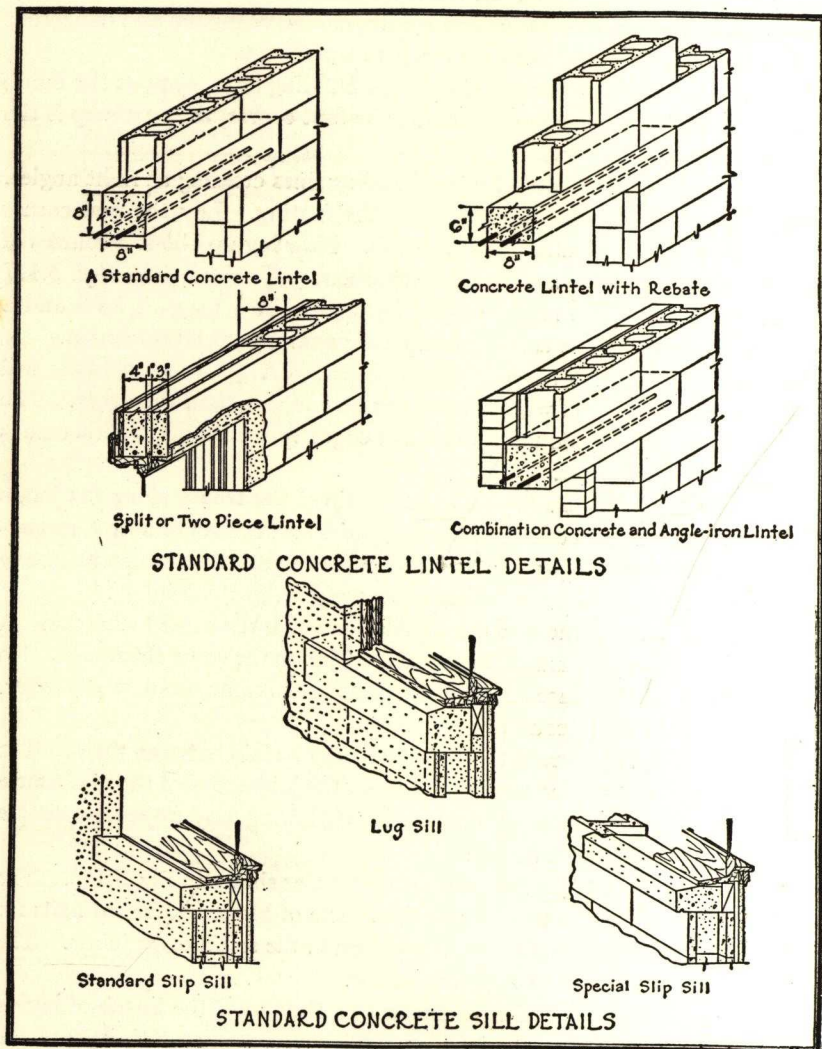 8"
8"
A Standard Concrete Lintel
6"
8"
Concrete Lintel with Rebate
8"
4" 1" 3"
Split or Two Piece Lintel
Combination Concrete and Angle-iron Lintel
STANDARD CONCRETE LINTEL DETAILS
Lug Sill
Standard Slip Sill
Special Slip Sill
STANDARD CONCRETE SILL DETAILS